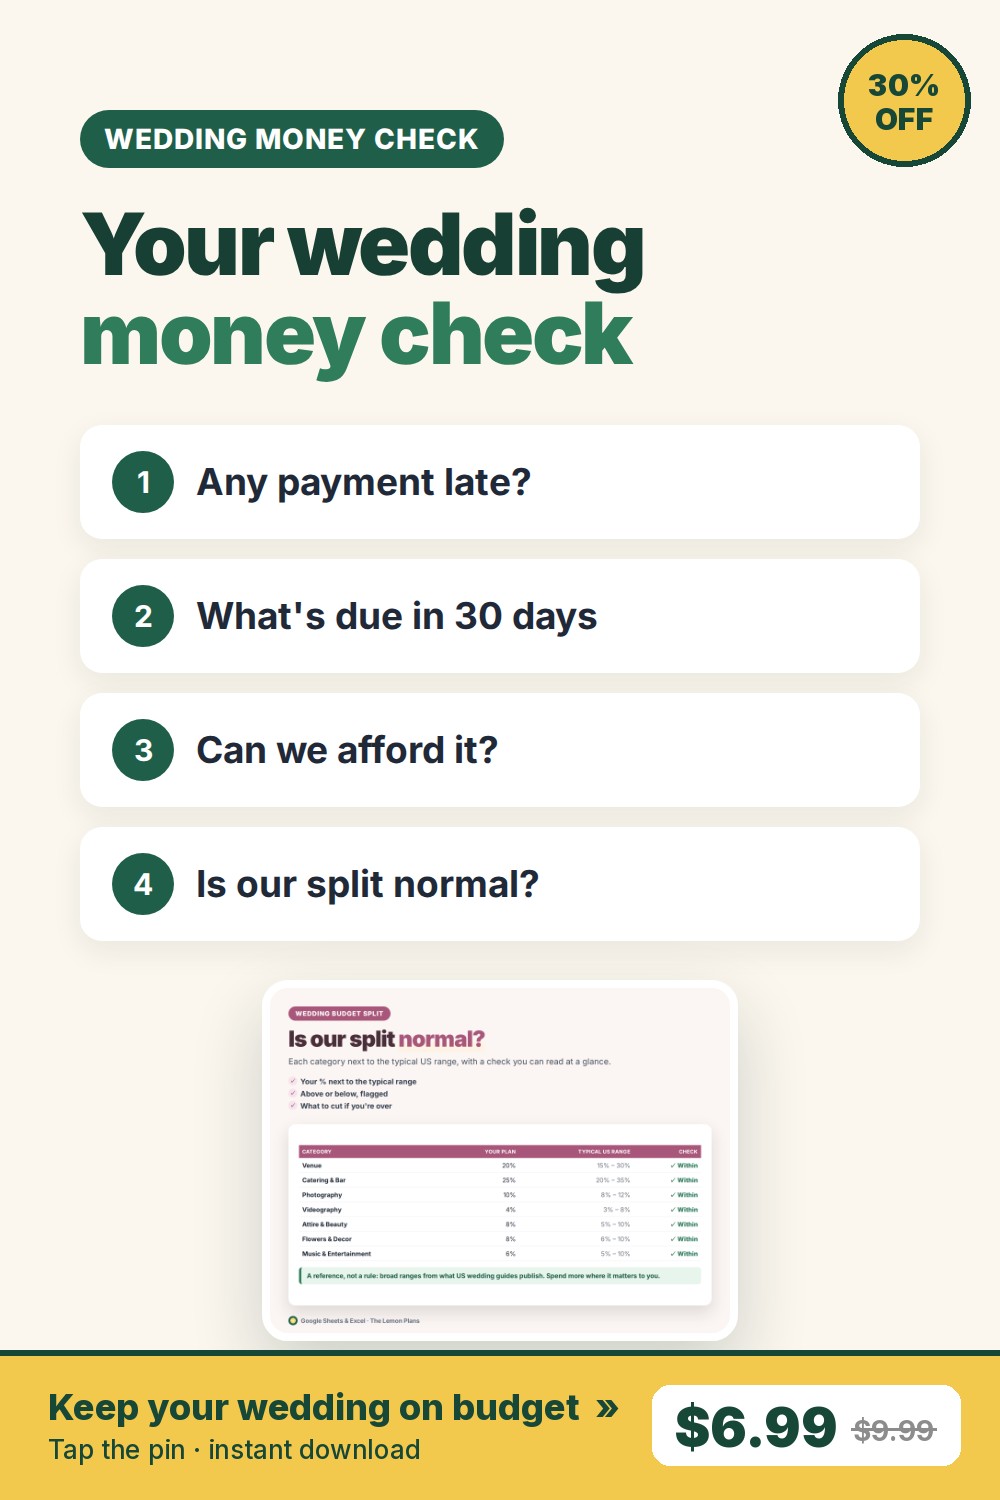 30%
OFF
WEDDING MONEY CHECK
Your wedding
money check
1 Any payment late?
2 What's due in 30 days
3 Can we afford it?
4 Is our split normal?
WEDDING BUDGET SPLIT
Is our split normal?
Each category next to the typical US range, with a check you can read at a glance.
✓ Your % next to the typical range
✓ Above or below, flagged
✓ What to cut if you're over
CATEGORY YOUR PLAN TYPICAL US RANGE CHECK
Venue 20% 15% – 30% ✓ Within
Catering & Bar 25% 20% – 35% ✓ Within
Photography 10% 8% – 12% ✓ Within
Videography 4% 3% – 8% ✓ Within
Attire & Beauty 8% 5% – 10% ✓ Within
Flowers & Decor 8% 6% – 10% ✓ Within
Music & Entertainment 6% 5% – 10% ✓ Within
A reference, not a rule: broad ranges from what US wedding guides publish. Spend more where it matters to you.
Google Sheets & Excel · The Lemon Plans
Keep your wedding on budget »
Tap the pin · instant download
$6.99 $9.99